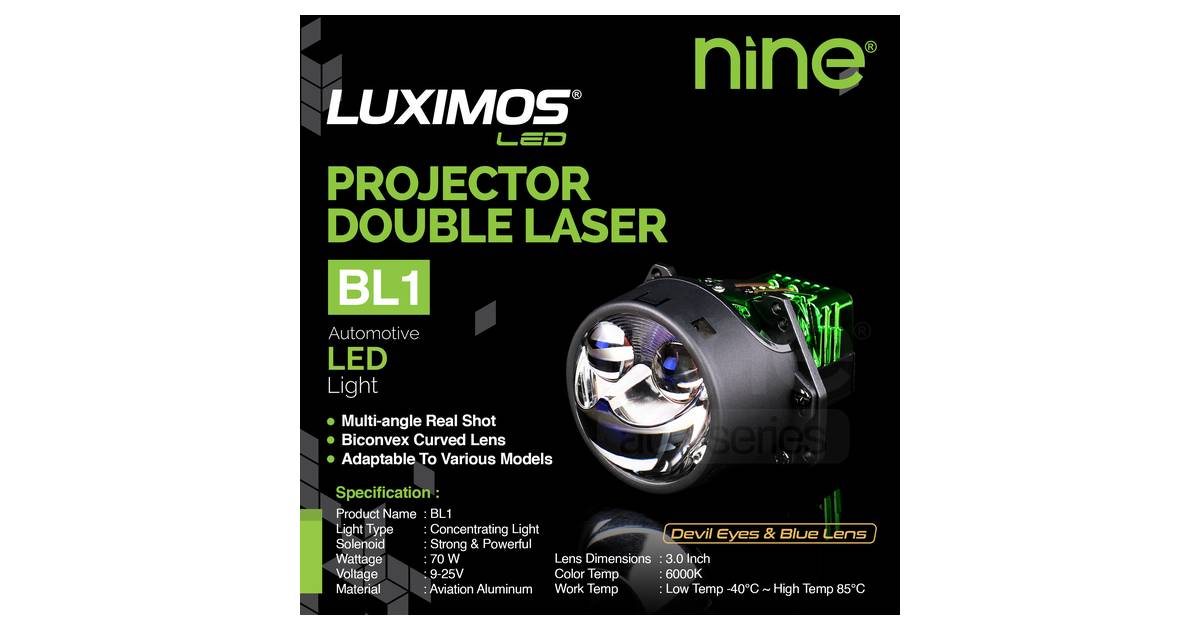 nine®
LUXIMOS®
LED
PROJECTOR
DOUBLE LASER
BL1
Automotive
LED
Light
• Multi-angle Real Shot
• Biconvex Curved Lens
• Adaptable To Various Models
Specification :
Product Name : BL1
Light Type : Concentrating Light
Solenoid : Strong & Powerful
Wattage : 70 W
Voltage : 9-25V
Material : Aviation Aluminum
Devil Eyes & Blue Lens
Lens Dimensions : 3.0 Inch
Color Temp : 6000K
Work Temp : Low Temp -40°C ~ High Temp 85°C